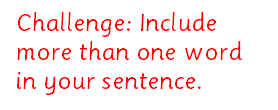 Challenge: Include
more than one word
in your sentence.